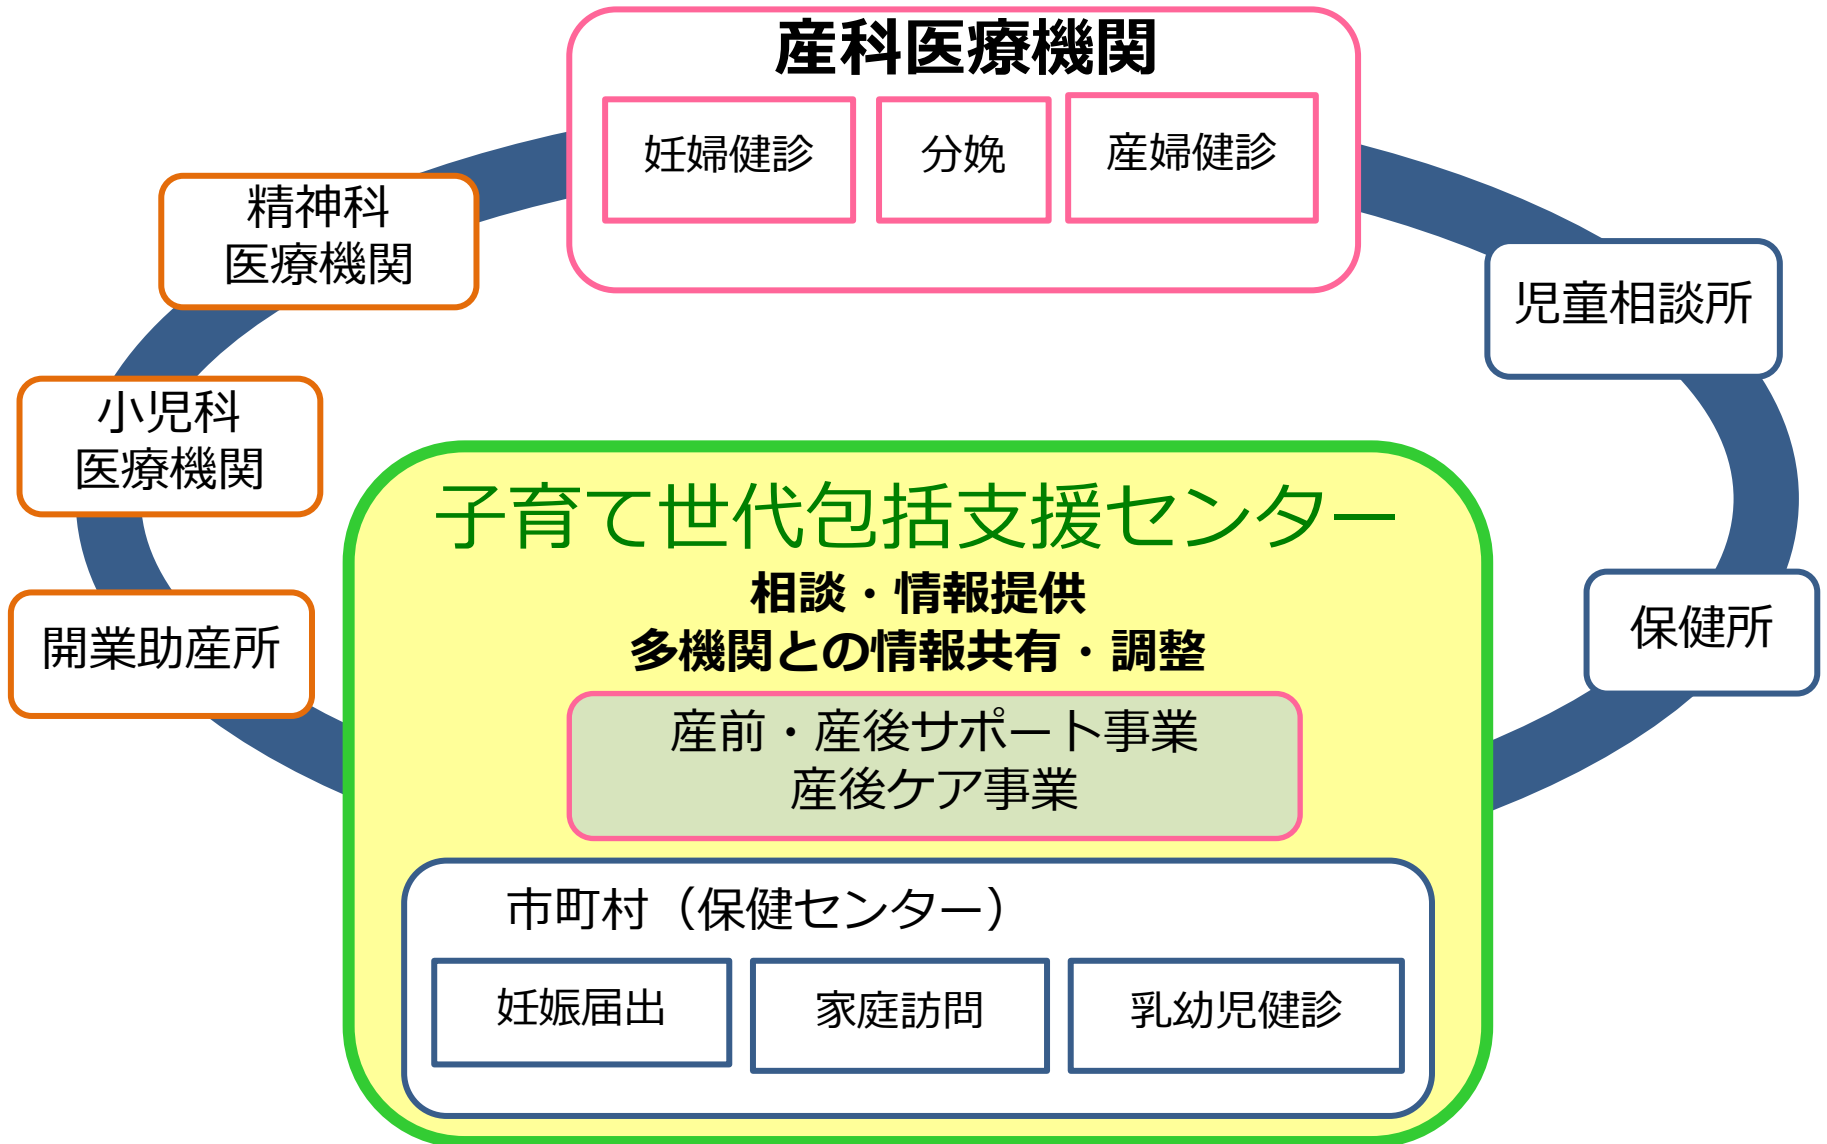 産科医療機関
妊婦健診
分娩
産婦健診
精神科
医療機関
児童相談所
小児科
医療機関
開業助産所
保健所
子育て世代包括支援センター
相談・情報提供
多機関との情報共有・調整
産前・産後サポート事業
産後ケア事業
市町村（保健センター）
妊娠届出
家庭訪問
乳幼児健診